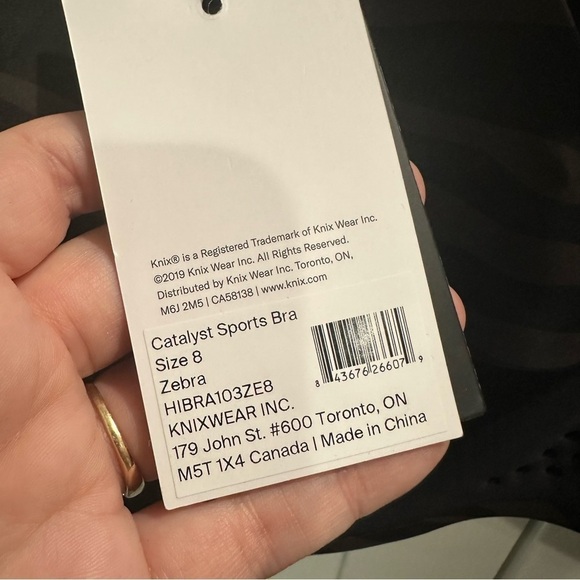 Knix® is a Registered Trademark of Knix Wear Inc.
©2019 Knix Wear Inc. All Rights Reserved.
Distributed by Knix Wear Inc. Toronto, ON,
M6J 2M5 | CA58138 | www.knix.com
Catalyst Sports Bra
Size 8
Zebra
HIBRA103ZE8
KNIXWEAR INC.
179 John St. #600 Toronto, ON
M5T 1X4 Canada | Made in China
8 43676 26607 9